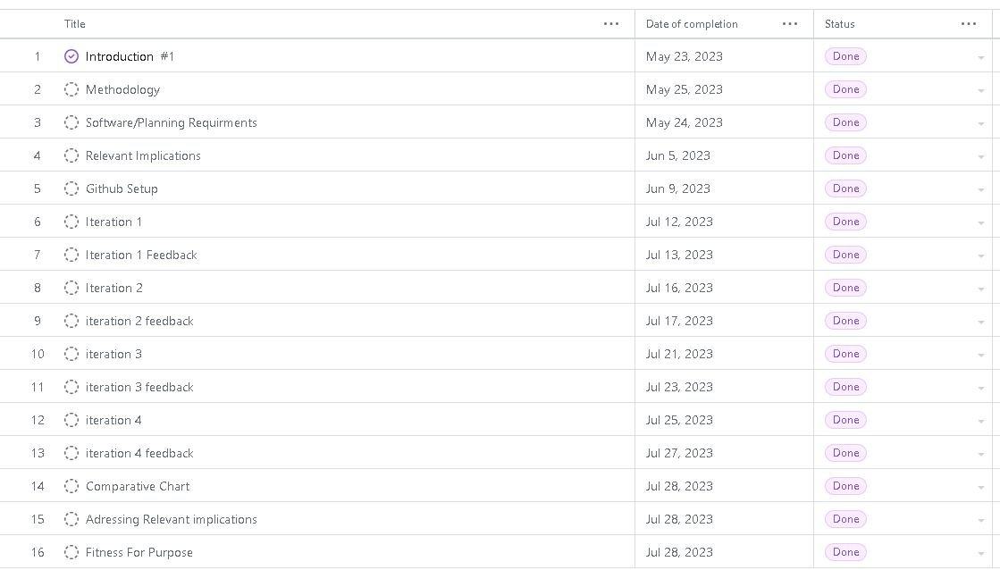 Title ... Date of completion ... Status ...
1 Introduction #1 May 23, 2023 Done
2 Methodology May 25, 2023 Done
3 Software/Planning Requirments May 24, 2023 Done
4 Relevant Implications Jun 5, 2023 Done
5 Github Setup Jun 9, 2023 Done
6 Iteration 1 Jul 12, 2023 Done
7 Iteration 1 Feedback Jul 13, 2023 Done
8 Iteration 2 Jul 16, 2023 Done
9 iteration 2 feedback Jul 17, 2023 Done
10 iteration 3 Jul 21, 2023 Done
11 iteration 3 feedback Jul 23, 2023 Done
12 iteration 4 Jul 25, 2023 Done
13 iteration 4 feedback Jul 27, 2023 Done
14 Comparative Chart Jul 28, 2023 Done
15 Adressing Relevant implications Jul 28, 2023 Done
16 Fitness For Purpose Jul 28, 2023 Done